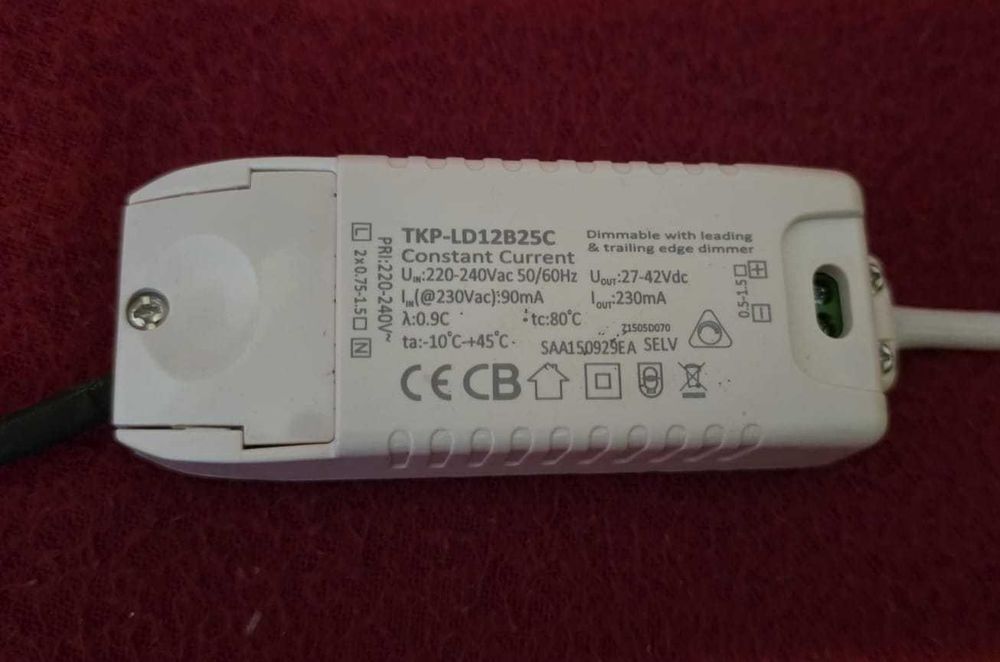 TKP-LD12B25C
Constant Current
UIN:220-240Vac 50/60Hz
IIN(@230Vac):90mA
λ:0.9C tc:80°C
ta:-10°C-+45°C
Dimmable with leading
& trailing edge dimmer
UOUT:27-42Vdc
IOUT:230mA
Z1505D070
SAA150925EA SELV
CE CB
PRI:220-240V~
L 2x0.75-1.5 N
+ 0.5-1.5 -